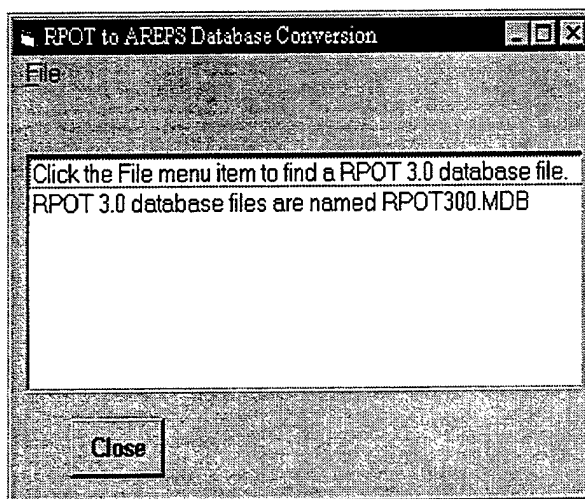 RPOT to AREPS Database Conversion
File
Click the File menu item to find a RPOT 3.0 database file.
RPOT 3.0 database files are named RPOT300.MDB
Close